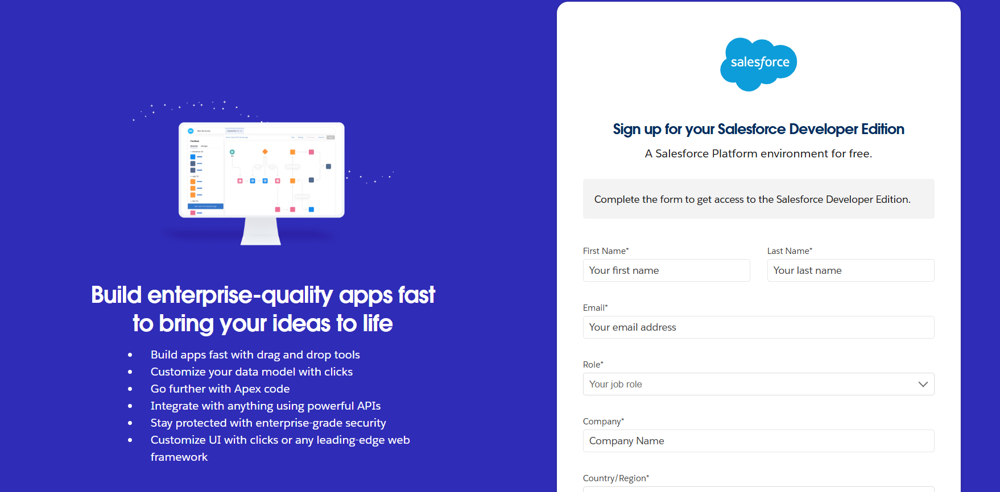 Build enterprise-quality apps fast
to bring your ideas to life
• Build apps fast with drag and drop tools
• Customize your data model with clicks
• Go further with Apex code
• Integrate with anything using powerful APIs
• Stay protected with enterprise-grade security
• Customize UI with clicks or any leading-edge web
framework
salesforce
Sign up for your Salesforce Developer Edition
A Salesforce Platform environment for free.
Complete the form to get access to the Salesforce Developer Edition.
First Name* Last Name*
Your first name Your last name
Email*
Your email address
Role*
Your job role
Company*
Company Name
Country/Region*